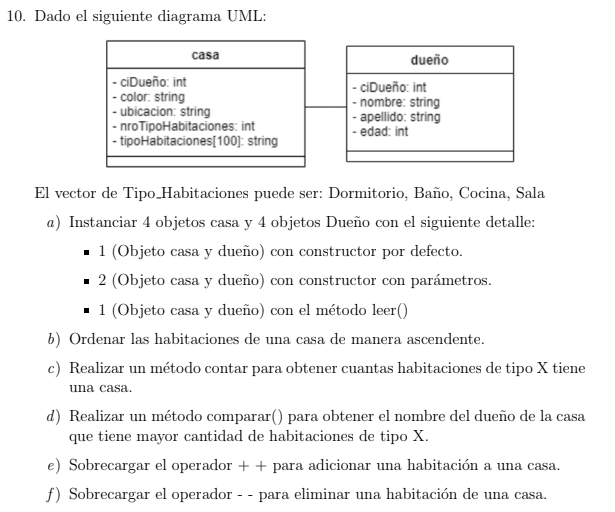 10. Dado el siguiente diagrama UML:
casa
- ciDueño: int
- color: string
- ubicacion: string
- nroTipoHabitaciones: int
- tipoHabitaciones[100]: string
dueño
- ciDueño: int
- nombre: string
- apellido: string
- edad: int
El vector de Tipo_Habitaciones puede ser: Dormitorio, Baño, Cocina, Sala
a) Instanciar 4 objetos casa y 4 objetos Dueño con el siguiente detalle:
▪ 1 (Objeto casa y dueño) con constructor por defecto.
▪ 2 (Objeto casa y dueño) con constructor con parámetros.
▪ 1 (Objeto casa y dueño) con el método leer()
b) Ordenar las habitaciones de una casa de manera ascendente.
c) Realizar un método contar para obtener cuantas habitaciones de tipo X tiene
una casa.
d) Realizar un método comparar() para obtener el nombre del dueño de la casa
que tiene mayor cantidad de habitaciones de tipo X.
e) Sobrecargar el operador + + para adicionar una habitación a una casa.
f) Sobrecargar el operador - - para eliminar una habitación de una casa.